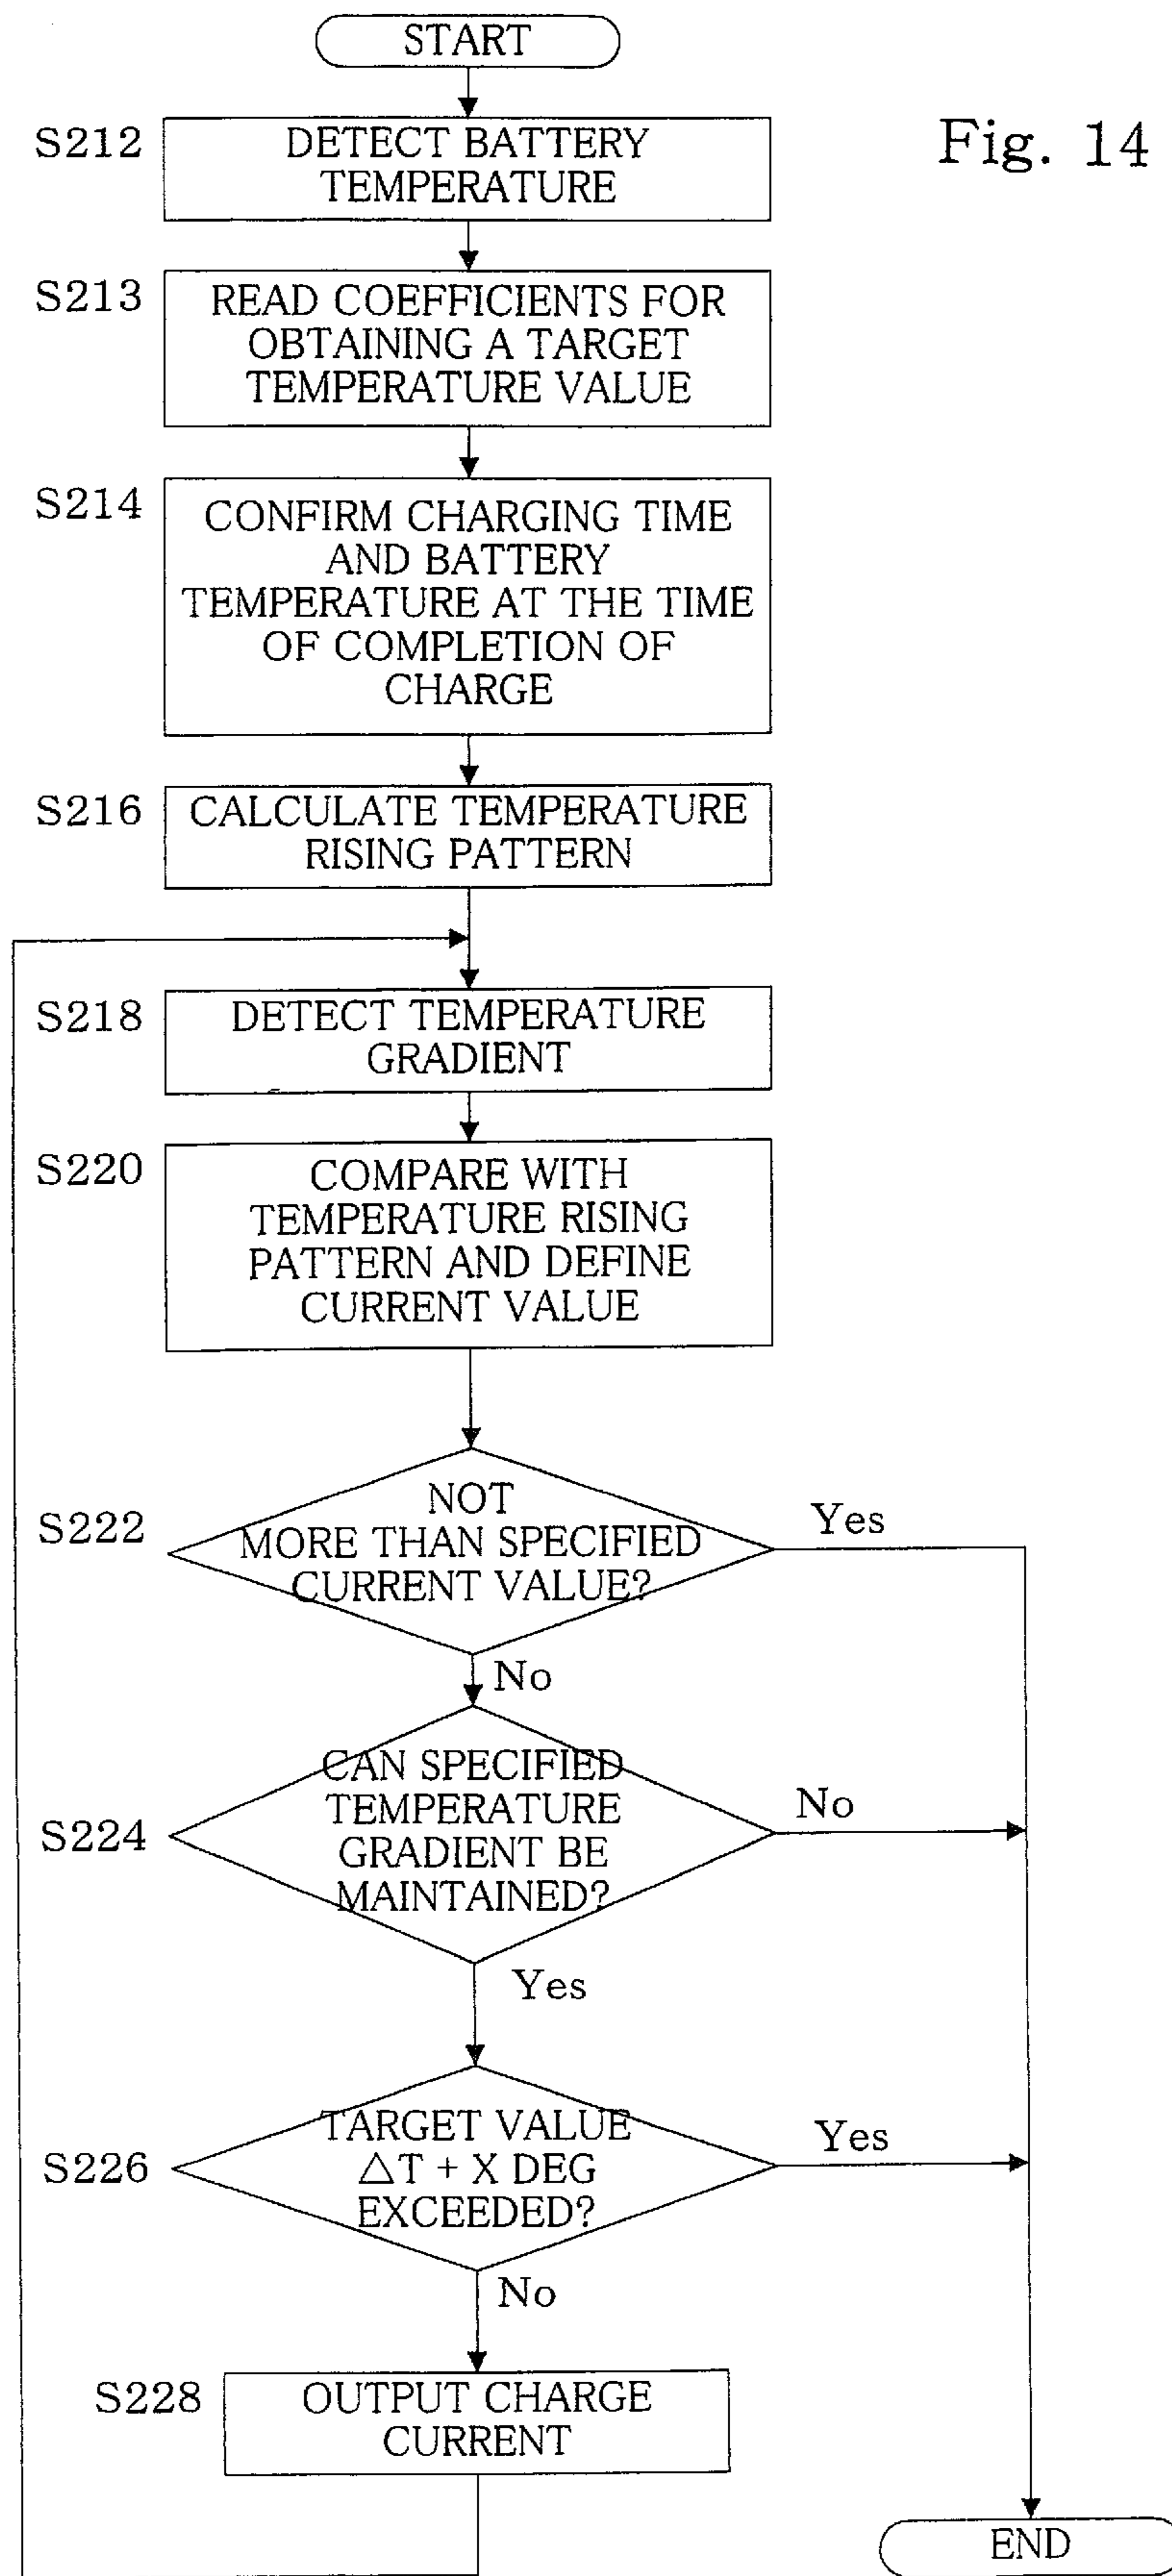 START
Fig. 14
S212
DETECT BATTERY
TEMPERATURE
S213
READ COEFFICIENTS FOR
OBTAINING A TARGET
TEMPERATURE VALUE
S214
CONFIRM CHARGING TIME
AND BATTERY
TEMPERATURE AT THE TIME
OF COMPLETION OF
CHARGE
S216
CALCULATE TEMPERATURE
RISING PATTERN
S218
DETECT TEMPERATURE
GRADIENT
S220
COMPARE WITH
TEMPERATURE RISING
PATTERN AND DEFINE
CURRENT VALUE
S222
NOT
MORE THAN SPECIFIED
CURRENT VALUE?
Yes
No
S224
CAN SPECIFIED
TEMPERATURE
GRADIENT BE
MAINTAINED?
No
Yes
S226
TARGET VALUE
△T + X DEG
EXCEEDED?
Yes
No
S228
OUTPUT CHARGE
CURRENT
END